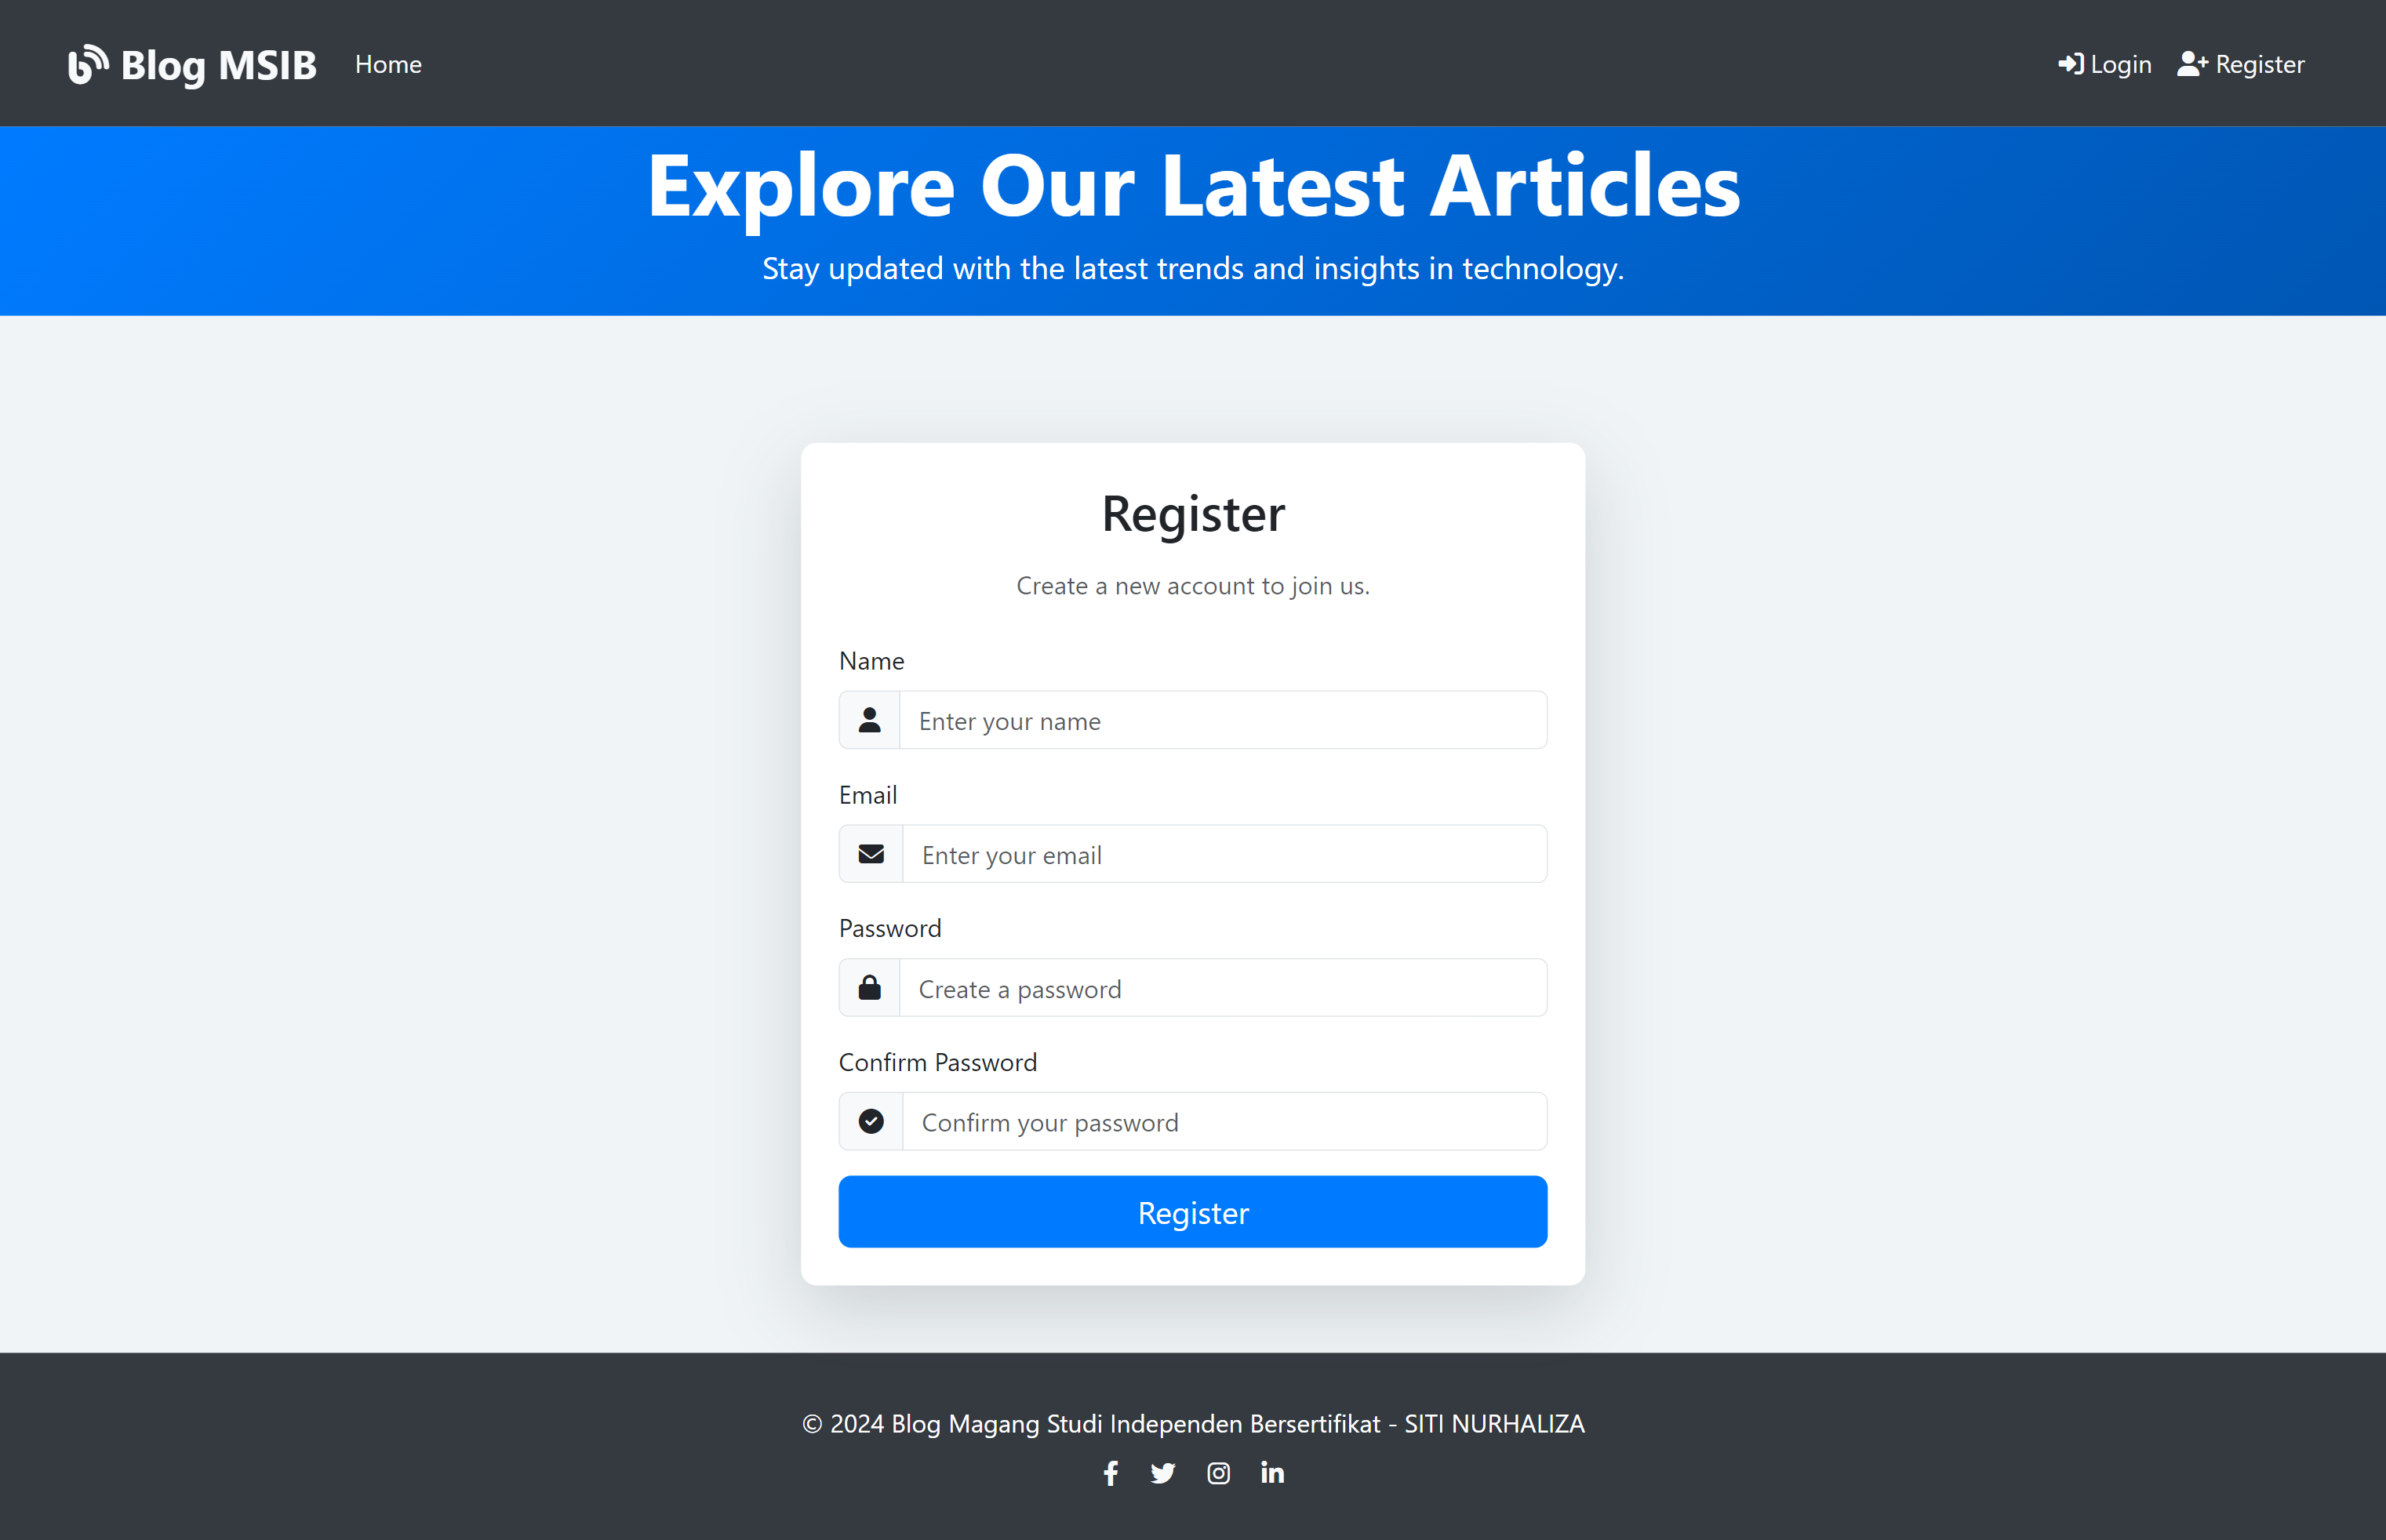 Blog MSIB Home Login Register
Explore Our Latest Articles
Stay updated with the latest trends and insights in technology.
Register
Create a new account to join us.
Name
Enter your name
Email
Enter your email
Password
Create a password
Confirm Password
Confirm your password
Register
© 2024 Blog Magang Studi Independen Bersertifikat - SITI NURHALIZA